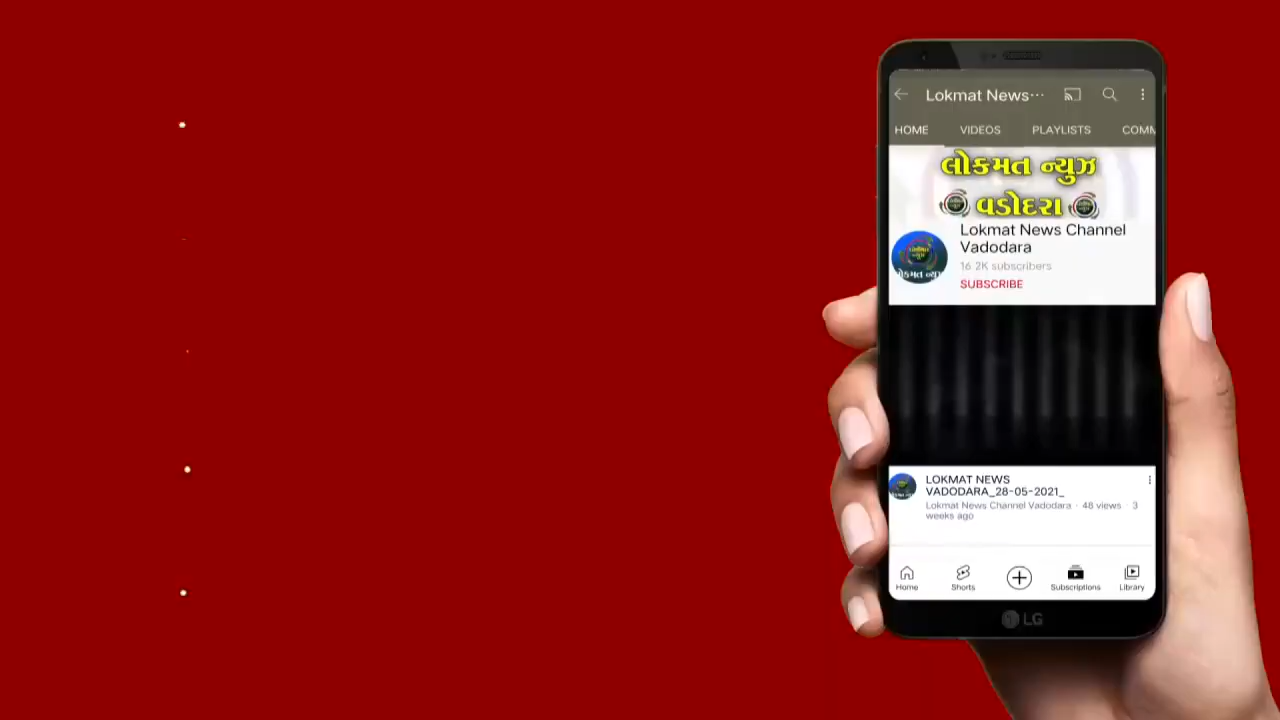 Lokmat News...
HOME VIDEOS PLAYLISTS COMM
લોકમત ન્યુઝ
વડોદરા
Lokmat News Channel
Vadodara
16.2K subscribers
SUBSCRIBE
LOKMAT NEWS
VADODARA_28-05-2021_
Lokmat News Channel Vadodara · 48 views · 3
weeks ago
Home Shorts Subscriptions Library
LG